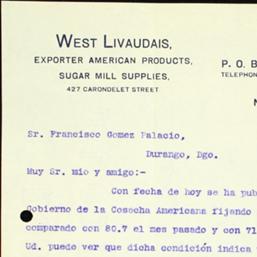 WEST LIVAUDAIS,
EXPORTER AMERICAN PRODUCTS,
SUGAR MILL SUPPLIES,
427 CARONDELET STREET
P. O. B
TELEPHON
N
Sr. Francisco Gomez Palacio,
Durango, Dgo.
Muy Sr. mio y amigo:-
Con fecha de hoy se ha pub
Gobierno de la Cosecha Americana fijando
comparado con 80.7 el mes pasado y con 71
Ud. puede ver que dicha condición indica